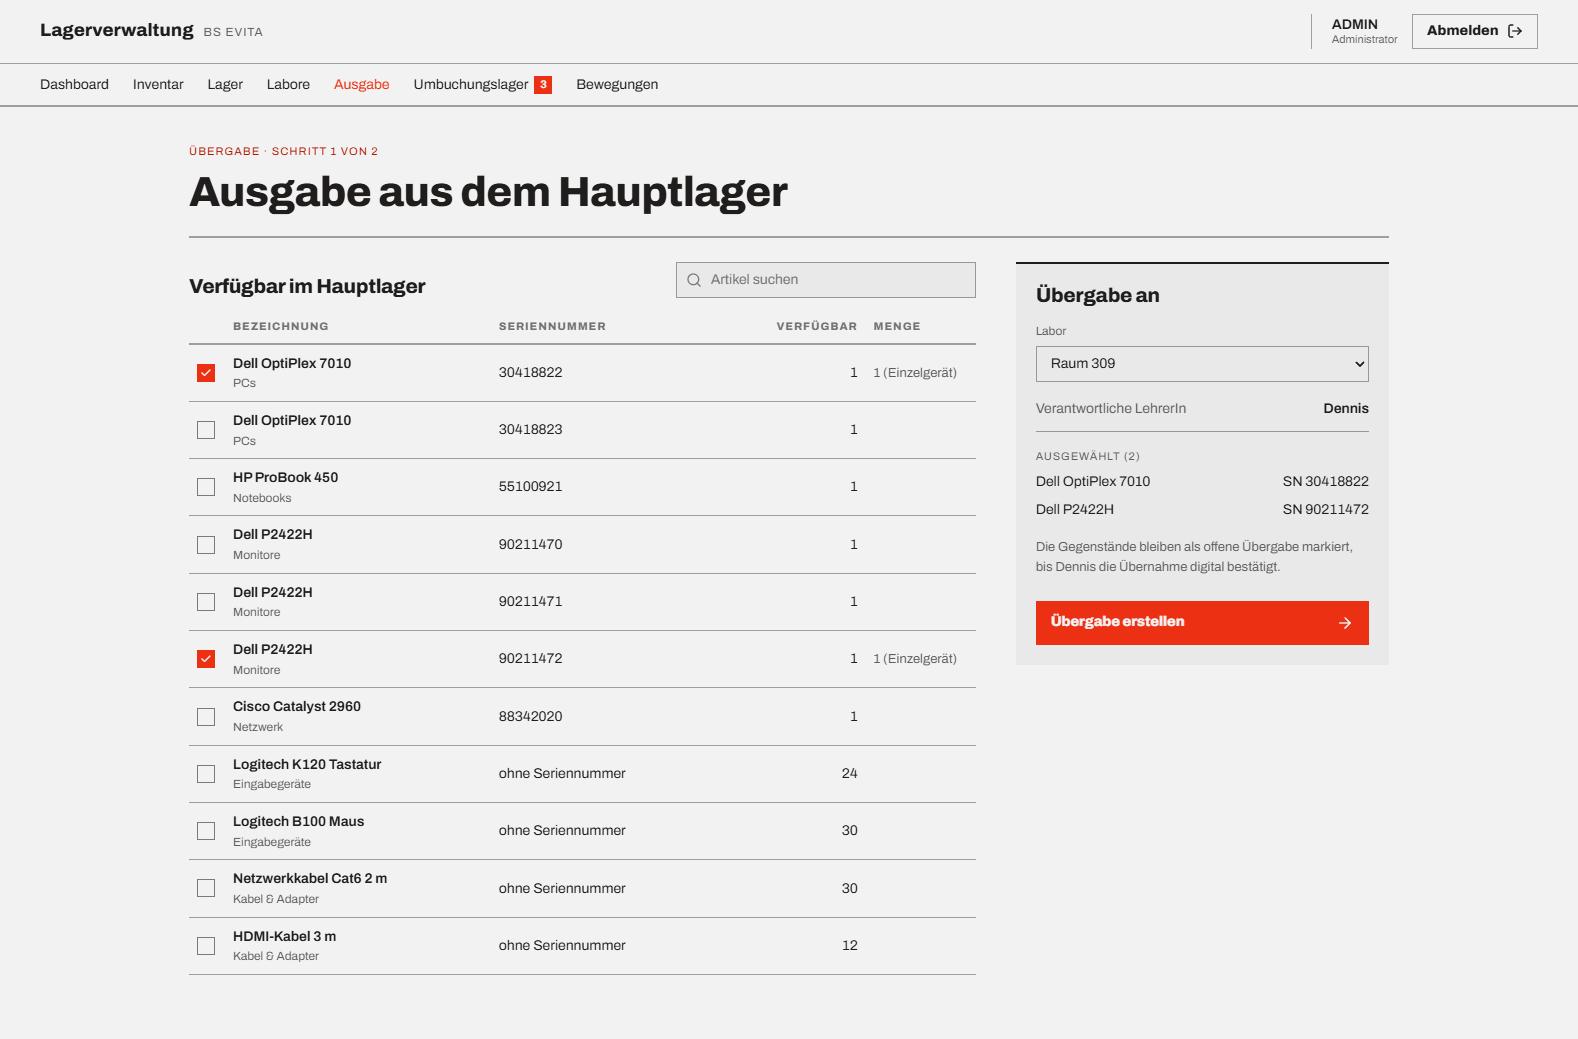 Lagerverwaltung BS EVITA
ADMIN
Administrator
Abmelden
Dashboard Inventar Lager Labore Ausgabe Umbuchungslager 3 Bewegungen
ÜBERGABE · SCHRITT 1 VON 2
Ausgabe aus dem Hauptlager
Verfügbar im Hauptlager
Artikel suchen
BEZEICHNUNG SERIENNUMMER VERFÜGBAR MENGE
Dell OptiPlex 7010
PCs
30418822 1 1 (Einzelgerät)
Dell OptiPlex 7010
PCs
30418823 1
HP ProBook 450
Notebooks
55100921 1
Dell P2422H
Monitore
90211470 1
Dell P2422H
Monitore
90211471 1
Dell P2422H
Monitore
90211472 1 1 (Einzelgerät)
Cisco Catalyst 2960
Netzwerk
88342020 1
Logitech K120 Tastatur
Eingabegeräte
ohne Seriennummer 24
Logitech B100 Maus
Eingabegeräte
ohne Seriennummer 30
Netzwerkkabel Cat6 2 m
Kabel & Adapter
ohne Seriennummer 30
HDMI-Kabel 3 m
Kabel & Adapter
ohne Seriennummer 12
Übergabe an
Labor
Raum 309
Verantwortliche LehrerIn Dennis
AUSGEWÄHLT (2)
Dell OptiPlex 7010 SN 30418822
Dell P2422H SN 90211472
Die Gegenstände bleiben als offene Übergabe markiert,
bis Dennis die Übernahme digital bestätigt.
Übergabe erstellen